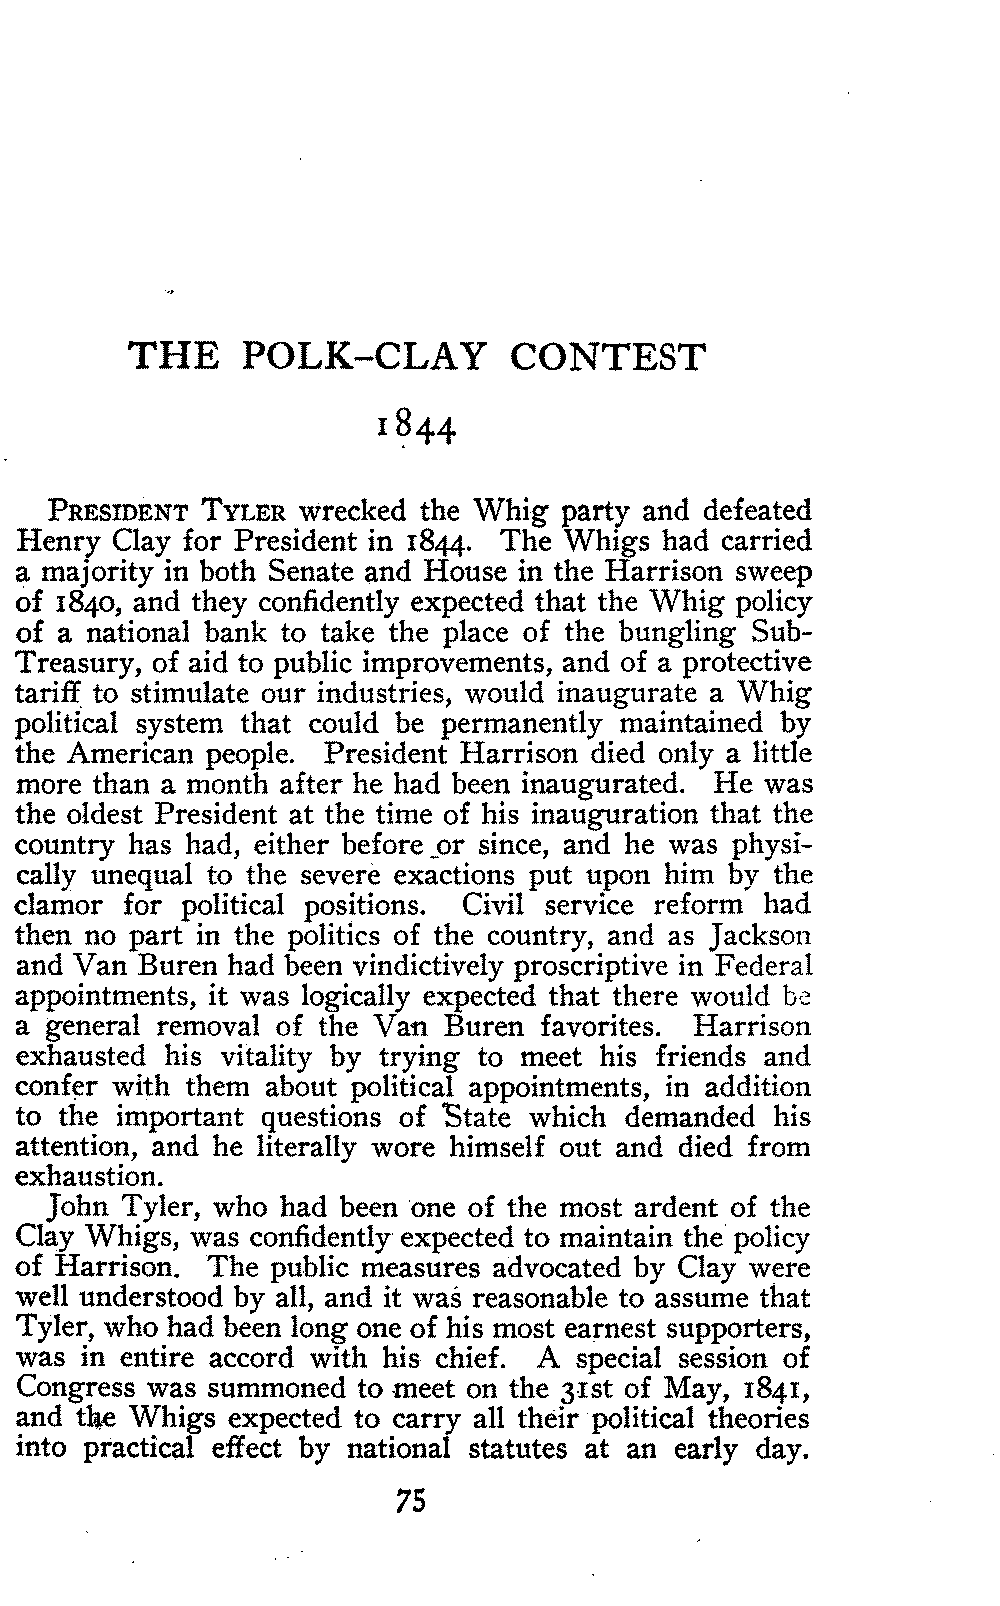 THE POLK–CLAY CONTEST
1844
PRESIDENT TYLER wrecked the Whig party and defeated
Henry Clay for President in 1844. The Whigs had carried
a majority in both Senate and House in the Harrison sweep
of 1840, and they confidently expected that the Whig policy
of a national bank to take the place of the bungling Sub-
Treasury, of aid to public improvements, and of a protective
tariff to stimulate our industries, would inaugurate a Whig
political system that could be permanently maintained by
the American people. President Harrison died only a little
more than a month after he had been inaugurated. He was
the oldest President at the time of his inauguration that the
country has had, either before or since, and he was physi-
cally unequal to the severe exactions put upon him by the
clamor for political positions. Civil service reform had
then no part in the politics of the country, and as Jackson
and Van Buren had been vindictively proscriptive in Federal
appointments, it was logically expected that there would be
a general removal of the Van Buren favorites. Harrison
exhausted his vitality by trying to meet his friends and
confer with them about political appointments, in addition
to the important questions of State which demanded his
attention, and he literally wore himself out and died from
exhaustion.
John Tyler, who had been one of the most ardent of the
Clay Whigs, was confidently expected to maintain the policy
of Harrison. The public measures advocated by Clay were
well understood by all, and it was reasonable to assume that
Tyler, who had been long one of his most earnest supporters,
was in entire accord with his chief. A special session of
Congress was summoned to meet on the 31st of May, 1841,
and the Whigs expected to carry all their political theories
into practical effect by national statutes at an early day.
75